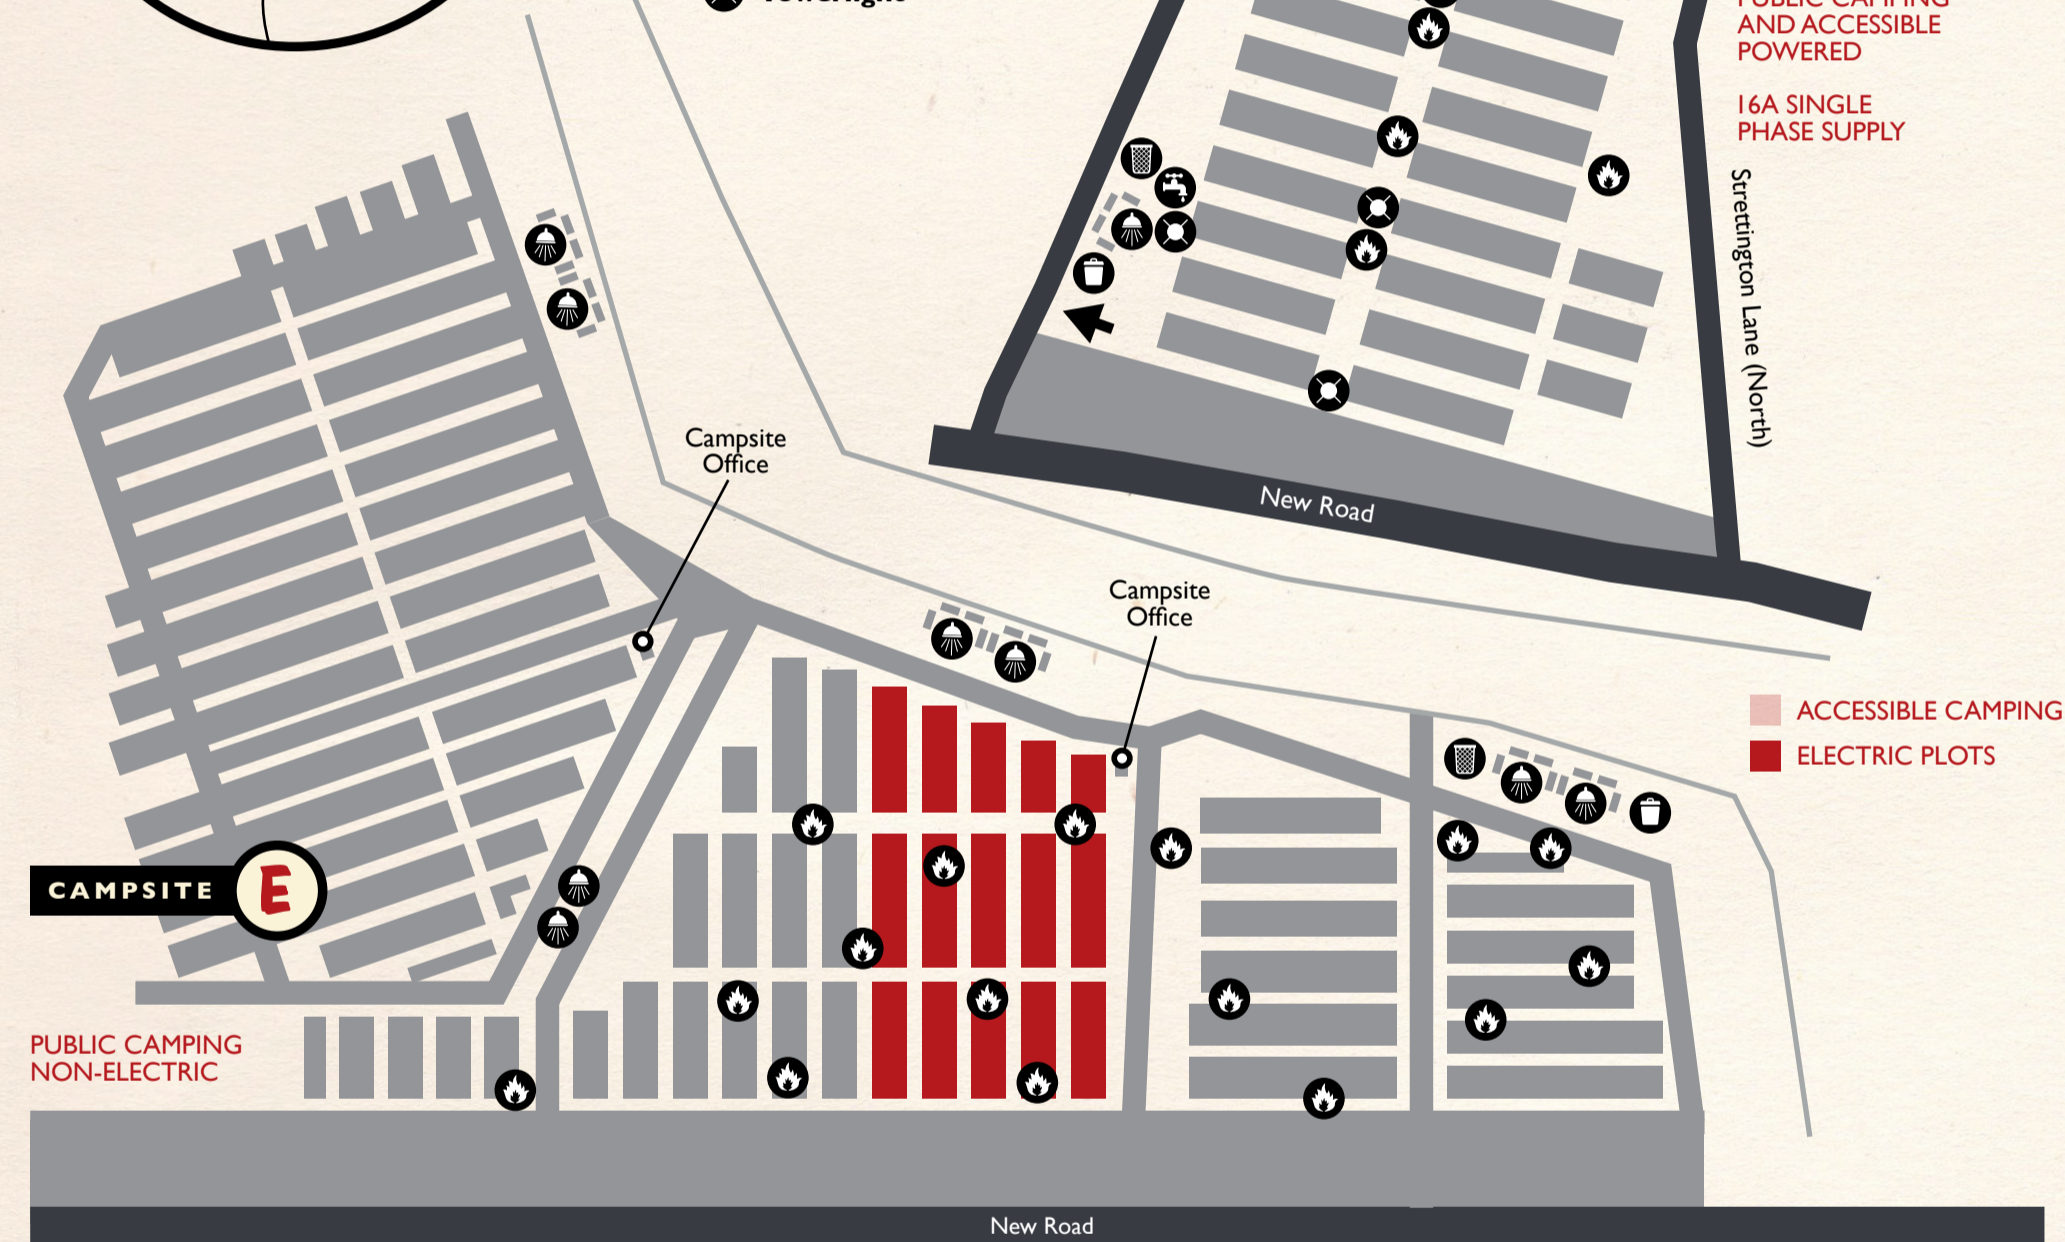 Towerlights
PUBLIC CAMPING
AND ACCESSIBLE
POWERED
16A SINGLE
PHASE SUPPLY
Strettington Lane (North)
Campsite
Office
New Road
Campsite
Office
ACCESSIBLE CAMPING
ELECTRIC PLOTS
CAMPSITE E
PUBLIC CAMPING
NON-ELECTRIC
New Road